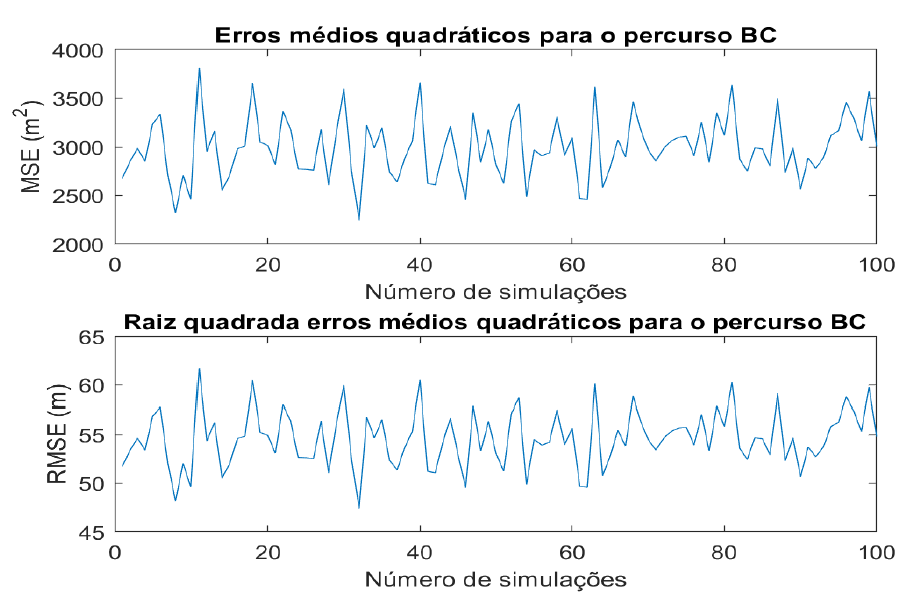 Erros médios quadráticos para o percurso BC
4000
3500
3000
2500
2000
MSE (m²)
0 20 40 60 80 100
Número de simulações
Raiz quadrada erros médios quadráticos para o percurso BC
65
60
55
50
45
RMSE (m)
0 20 40 60 80 100
Número de simulações